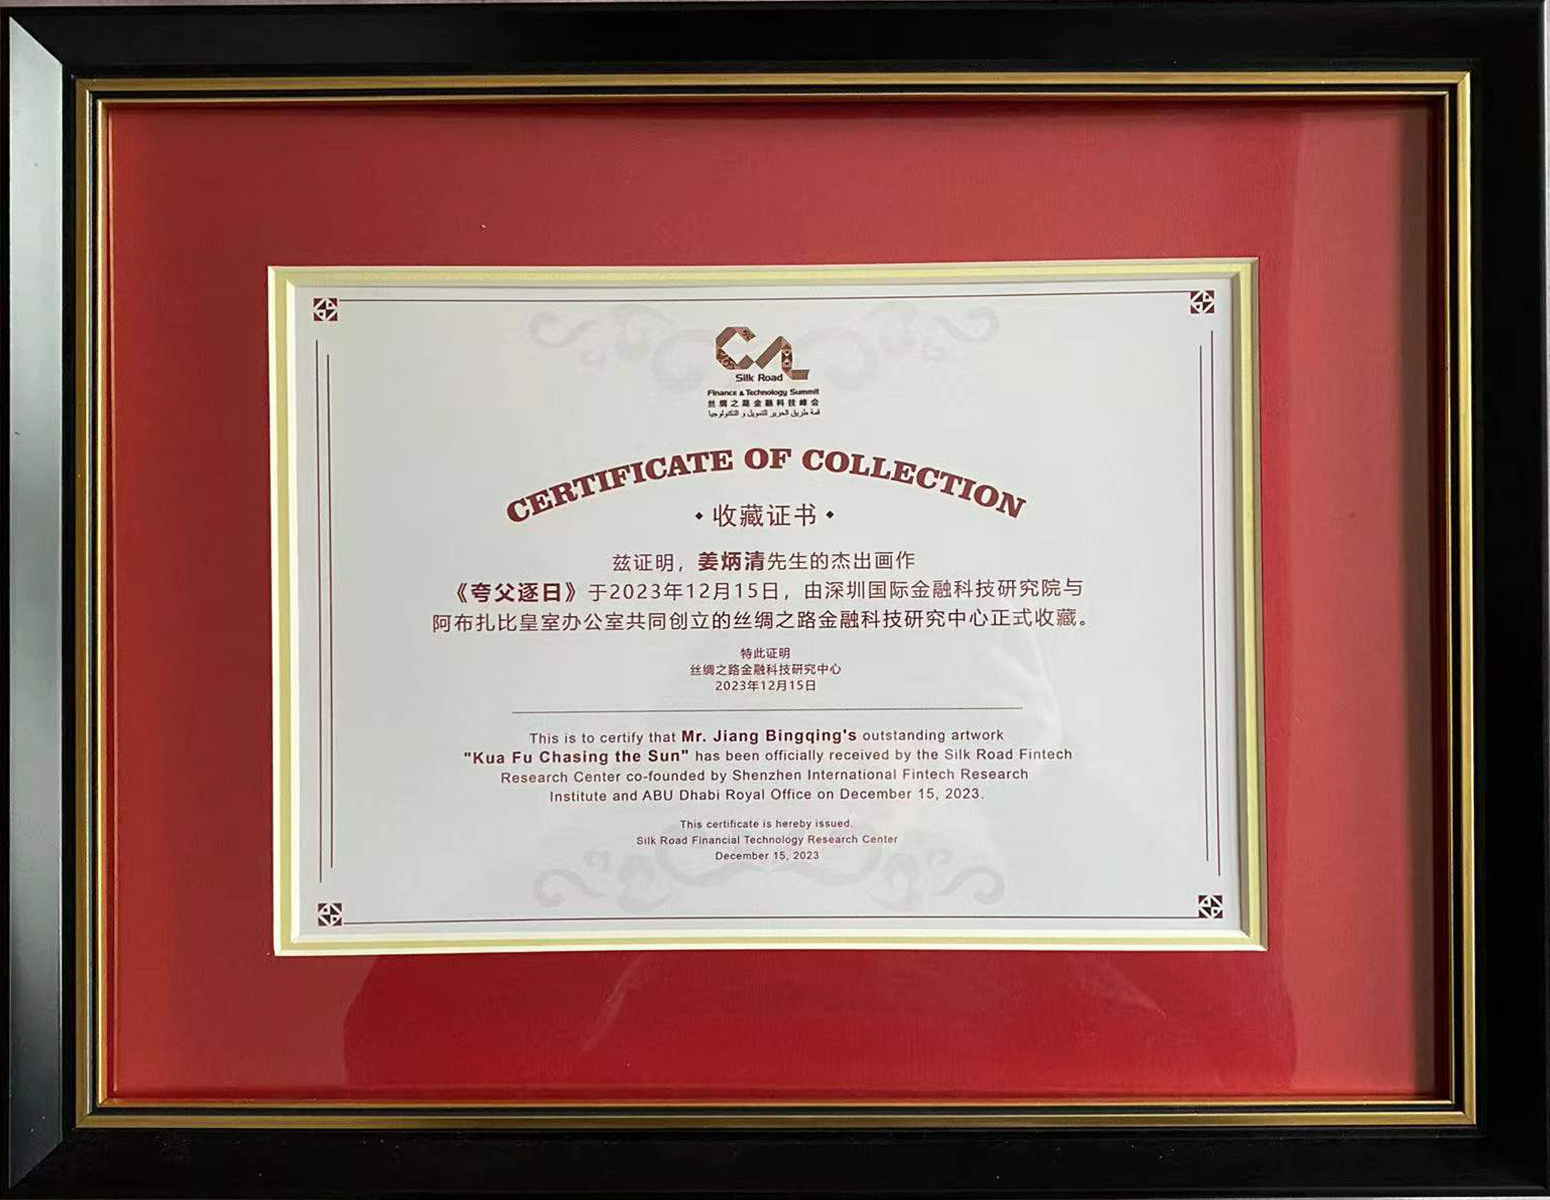 Silk Road
Finance & Technology Summit
丝绸之路金融科技峰会
قمة طريق الحرير للتمويل و التكنولوجيا
CERTIFICATE OF COLLECTION
·收藏证书·
兹证明，姜炳清先生的杰出画作
《夸父逐日》于2023年12月15日，由深圳国际金融科技研究院与
阿布扎比皇室办公室共同创立的丝绸之路金融科技研究中心正式收藏。
特此证明
丝绸之路金融科技研究中心
2023年12月15日
This is to certify that Mr. Jiang Bingqing's outstanding artwork
"Kua Fu Chasing the Sun" has been officially received by the Silk Road Fintech
Research Center co-founded by Shenzhen International Fintech Research
Institute and ABU Dhabi Royal Office on December 15, 2023.
This certificate is hereby issued.
Silk Road Financial Technology Research Center
December 15, 2023